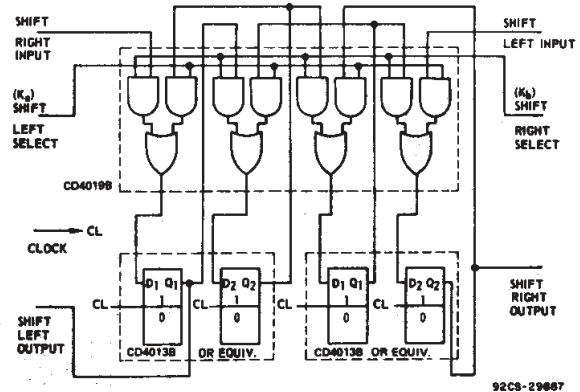 SHIFT
RIGHT
INPUT
SHIFT
LEFT INPUT
(Ka)
SHIFT
LEFT
SELECT
(Kb)
SHIFT
RIGHT
SELECT
CD4019B
CL
CLOCK
D1 Q1
1
0
D2 Q2
1
0
D1 Q1
1
0
D2 Q2
1
0
CL
CL
CL
CL
SHIFT
LEFT
OUTPUT
SHIFT
RIGHT
OUTPUT
CD4013B OR EQUIV.
CD4013B OR EQUIV.
92CS-29887